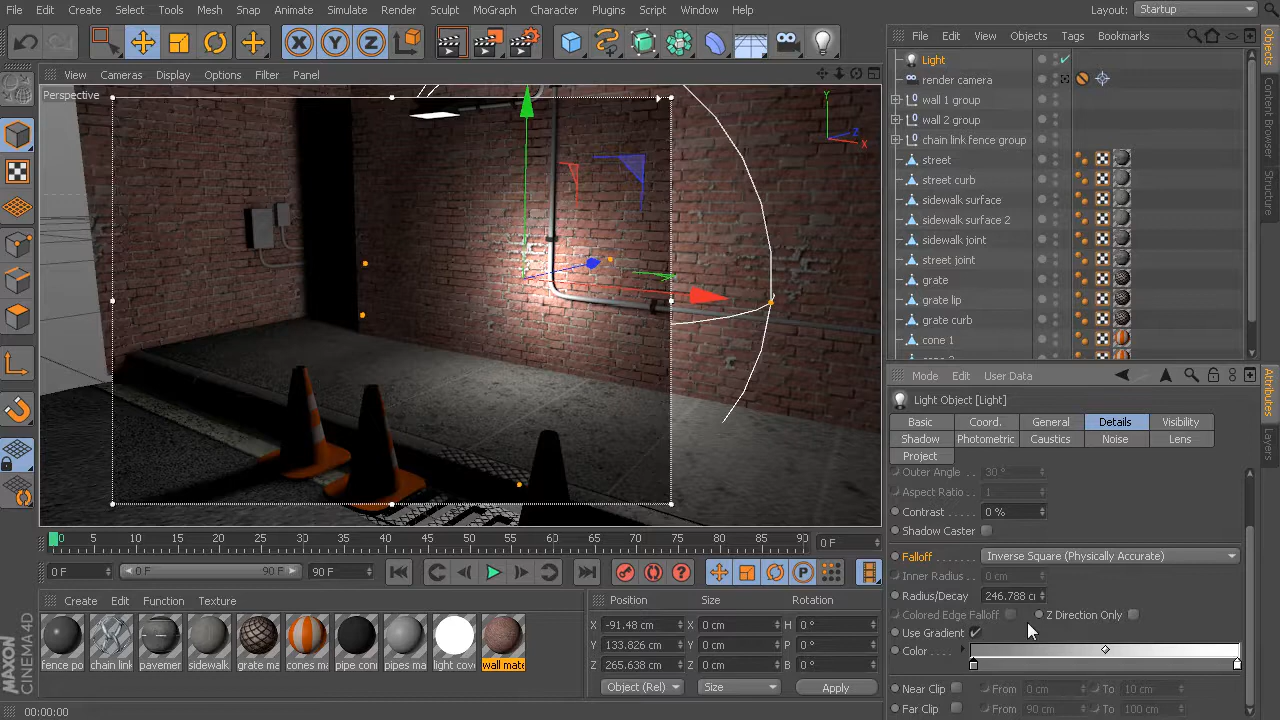 File Edit Create Select Tools Mesh Snap Animate Simulate Render Sculpt MoGraph Character Plugins Script Window Help
Layout: Startup
X Y Z
View Cameras Display Options Filter Panel
Perspective
Y
Z
X
File Edit View Objects Tags Bookmarks
Light
render camera
wall 1 group
wall 2 group
chain link fence group
street
street curb
sidewalk surface
sidewalk surface 2
sidewalk joint
street joint
grate
grate lip
grate curb
cone 1
Objects
Content Browser
Structure
Mode Edit User Data
Light Object [Light]
Basic Coord. General Details Visibility
Shadow Photometric Caustics Noise Lens
Project
Outer Angle 30 °
Aspect Ratio . . 1
Contrast . . . . . . 0 %
Shadow Caster
Falloff Inverse Square (Physically Accurate)
Inner Radius . 0 cm
Radius/Decay 246.788 c
Colored Edge Falloff Z Direction Only
Use Gradient
Color . . . .
Near Clip From 0 cm To 10 cm
Far Clip From 90 cm To 100 cm
Attributes
Layers
0 5 10 15 20 25 30 35 40 45 50 55 60 65 70 75 80 85 90 0 F
0 F 0 F 90 F 90 F
P
Create Edit Function Texture
fence po chain link pavemer sidewalk grate ma cones ma pipe conn pipes ma light cov wall mate
Position Size Rotation
X -91.48 cm X 0 cm H 0 °
Y 133.826 cm Y 0 cm P 0 °
Z 265.638 cm Z 0 cm B 0 °
Object (Rel) Size Apply
MAXON
CINEMA 4D
00:00:00